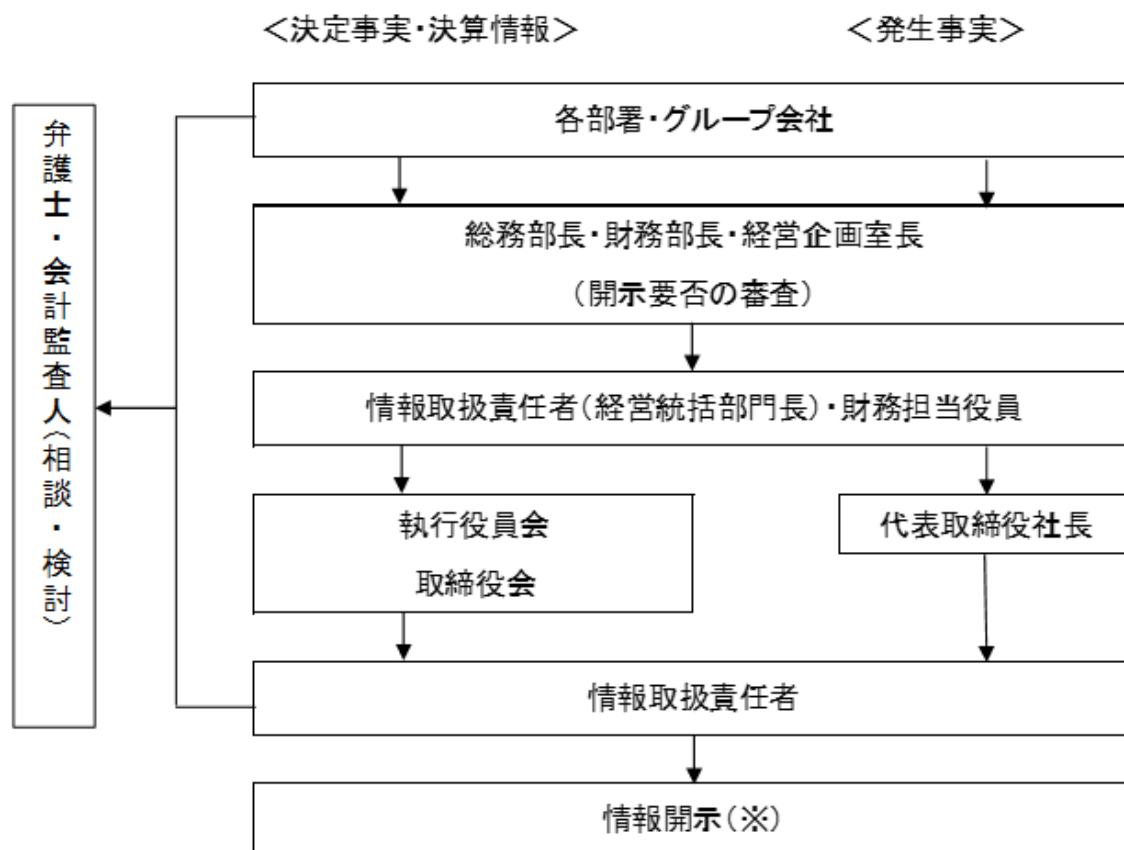 <決定事実・決算情報>
<発生事実>
各部署・グループ会社
総務部長・財務部長・経営企画室長
(開示要否の審査)
情報取扱責任者(経営統括部門長)・財務担当役員
執行役員会
取締役会
代表取締役社長
情報取扱責任者
情報開示(※)
弁護士・会計監査人(相談・検討)